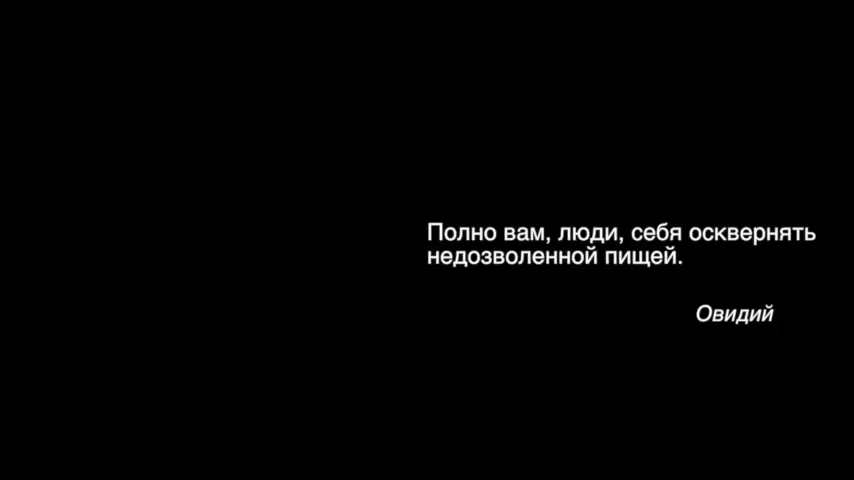 Полно вам, люди, себя осквернять
недозволенной пищей.
Овидий